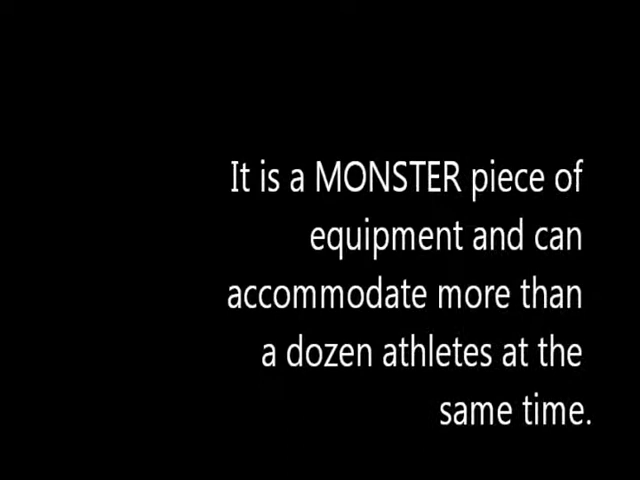 It is a MONSTER piece of
equipment and can
accommodate more than
a dozen athletes at the
same time.